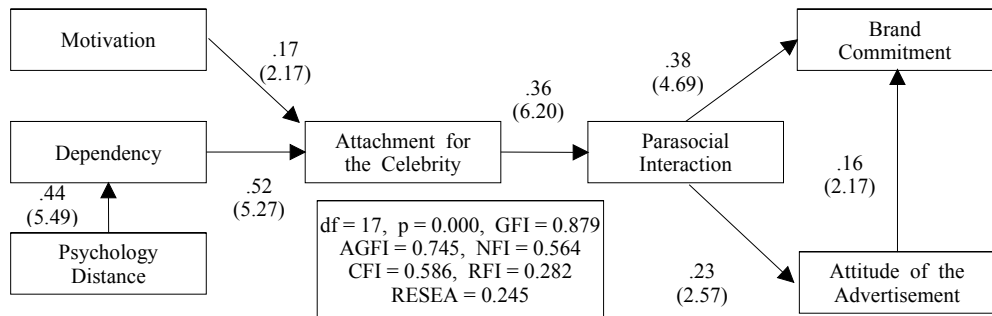 Motivation
.17
(2.17)
Brand
Commitment
.38
(4.69)
.36
(6.20)
Dependency
Attachment for
the Celebrity
Parasocial
Interaction
.44
(5.49)
.52
(5.27)
.16
(2.17)
Psychology
Distance
df = 17, p = 0.000, GFI = 0.879
AGFI = 0.745, NFI = 0.564
CFI = 0.586, RFI = 0.282
RESEA = 0.245
.23
(2.57)
Attitude of the
Advertisement